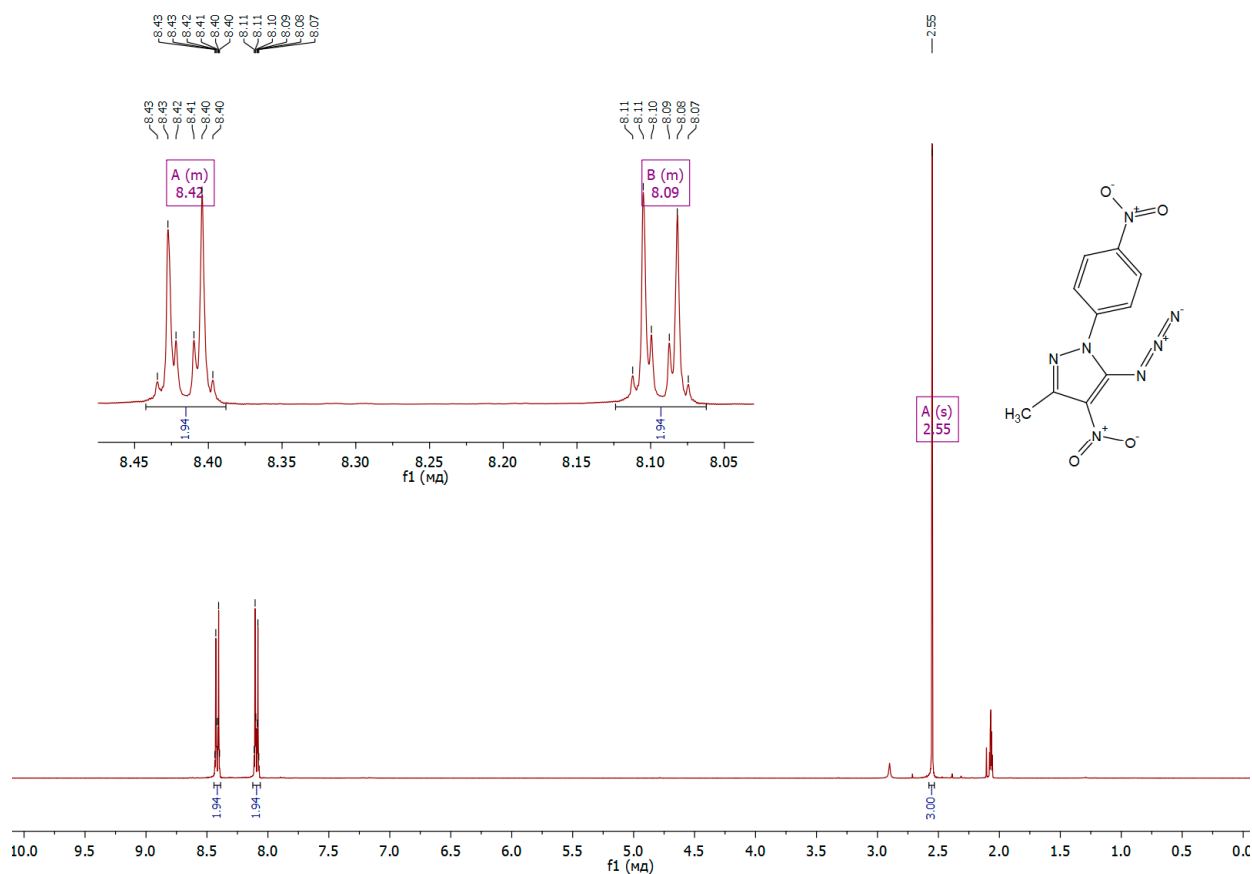 8.43 8.43 8.42 8.41 8.40 8.40 8.11 8.11 8.10 8.09 8.08 8.07
2.55
8.43 8.43 8.42 8.41 8.40 8.40
8.11 8.11 8.10 8.09 8.08 8.07
A (m)
8.42
B (m)
8.09
1.94
1.94
8.45 8.40 8.35 8.30 8.25 8.20 8.15 8.10 8.05
f1 (мд)
O-
N+
O
N-
N+
N
N
N
H₃C
N+
O-
O
A (s)
2.55
1.94
1.94
3.00
10.0 9.5 9.0 8.5 8.0 7.5 7.0 6.5 6.0 5.5 5.0 4.5 4.0 3.5 3.0 2.5 2.0 1.5 1.0 0.5 0.0
f1 (мд)